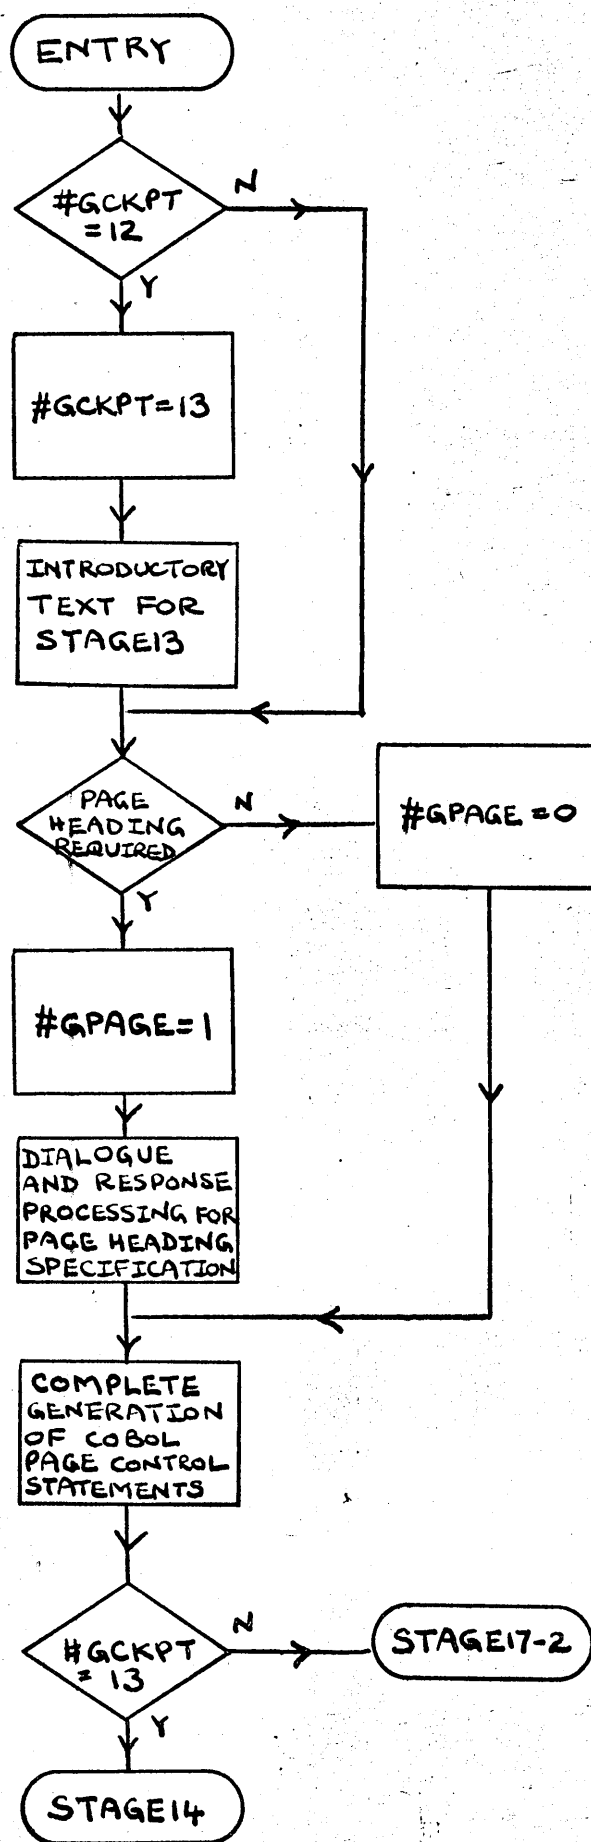 ENTRY
#GCKPT
=12
N
Y
#GCKPT=13
INTRODUCTORY
TEXT FOR
STAGE13
PAGE
HEADING
REQUIRED
N
#GPAGE=0
Y
#GPAGE=1
DIALOGUE
AND RESPONSE
PROCESSING FOR
PAGE HEADING
SPECIFICATION
COMPLETE
GENERATION
OF COBOL
PAGE CONTROL
STATEMENTS
#GCKPT
= 13
N
STAGE17-2
Y
STAGE14